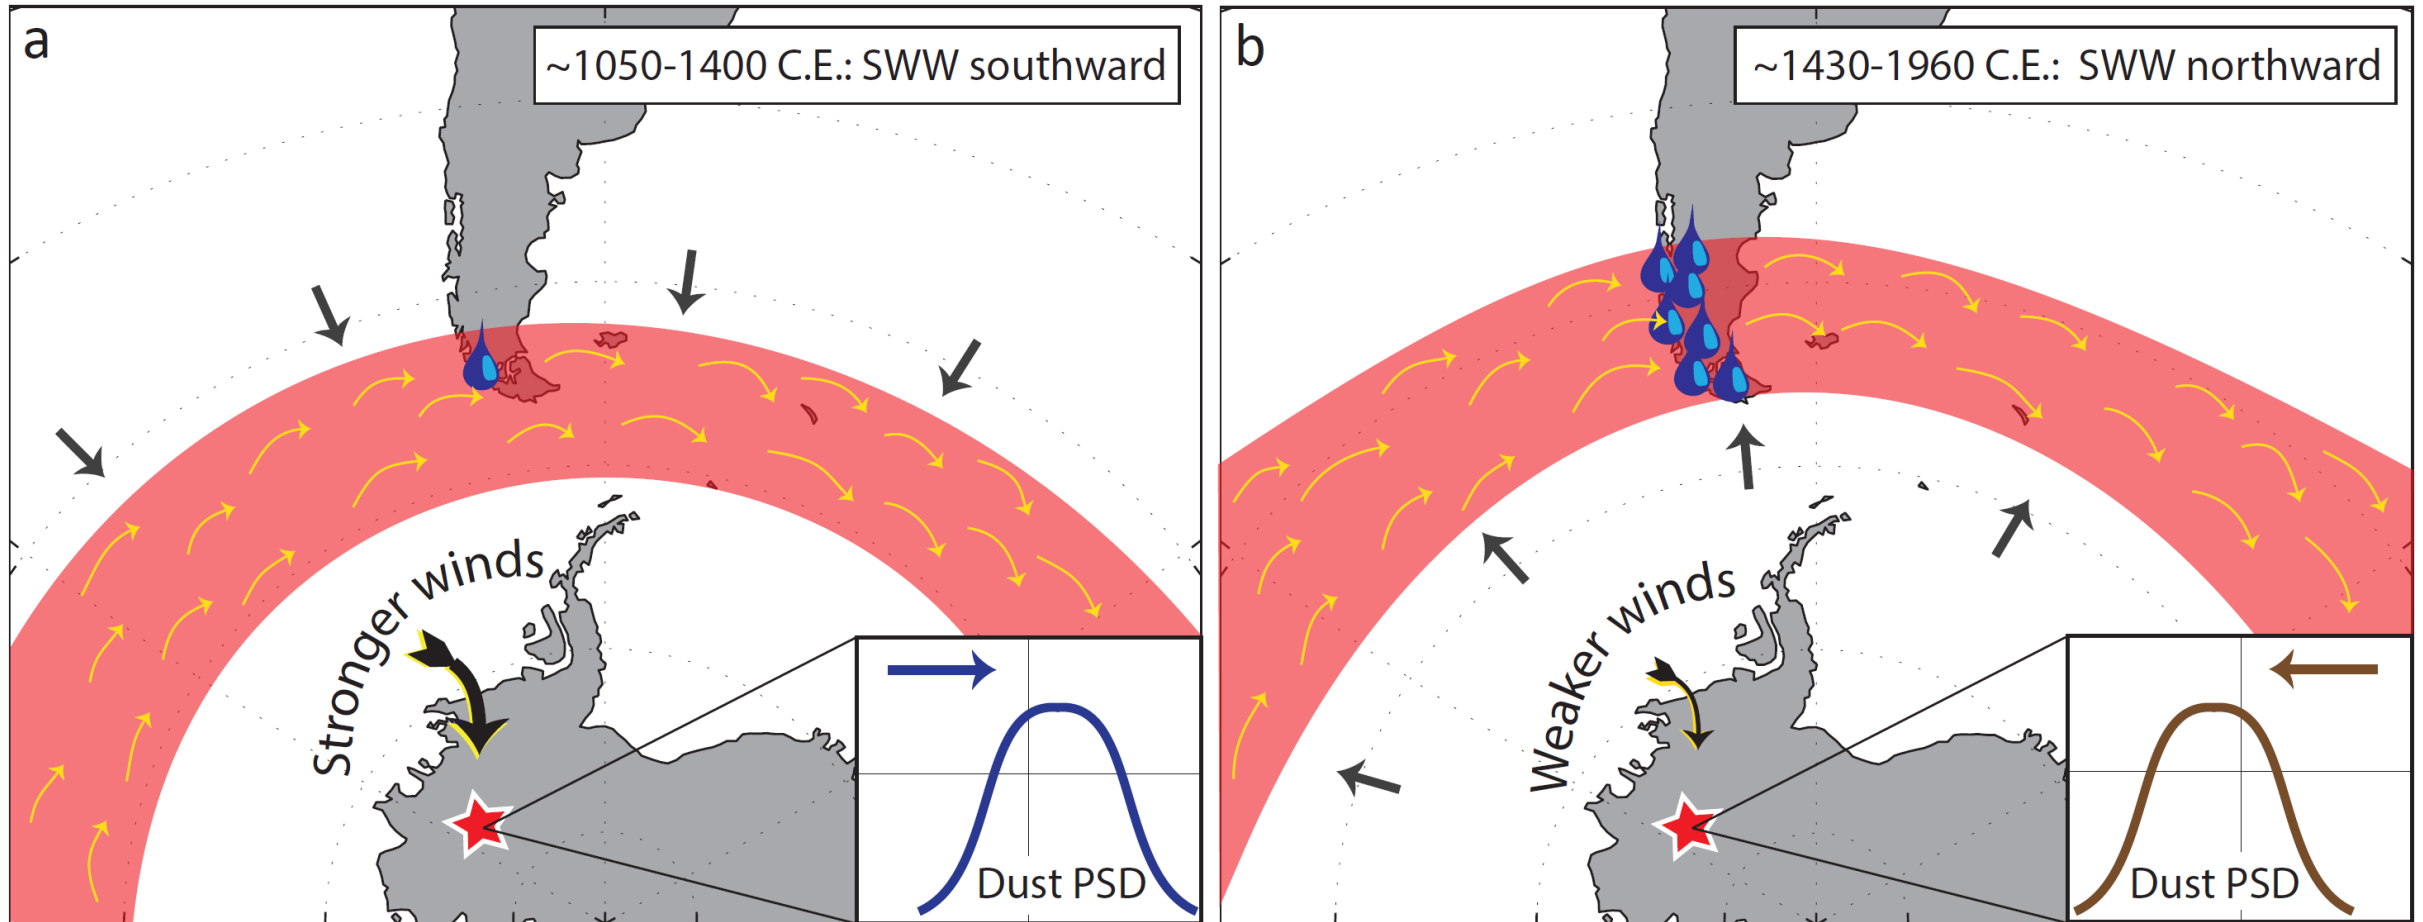 a
~1050-1400 C.E.: SWW southward
Stronger winds
Dust PSD
b
~1430-1960 C.E.: SWW northward
Weaker winds
Dust PSD